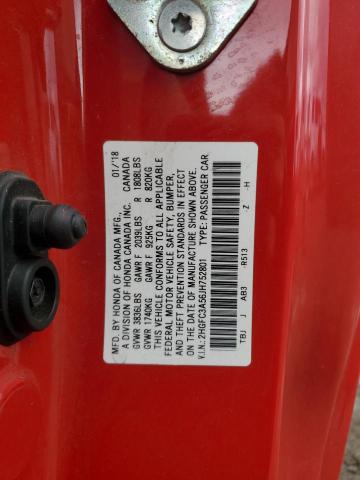 MFD. BY HONDA OF CANADA MFG., 01/'18
A DIVISION OF HONDA CANADA INC. CANADA
GVWR 3836LBS GAWR F 2039LBS R 1808LBS
GVWR 1740KG GAWR F 925KG R 820KG
THIS VEHICLE CONFORMS TO ALL APPLICABLE
FEDERAL MOTOR VEHICLE SAFETY, BUMPER,
AND THEFT PREVENTION STANDARDS IN EFFECT
ON THE DATE OF MANUFACTURE SHOWN ABOVE.
V.I.N.: 2HGFC3A56JH752801 TYPE: PASSENGER CAR
TBJ J AB3 -R513 Z -H